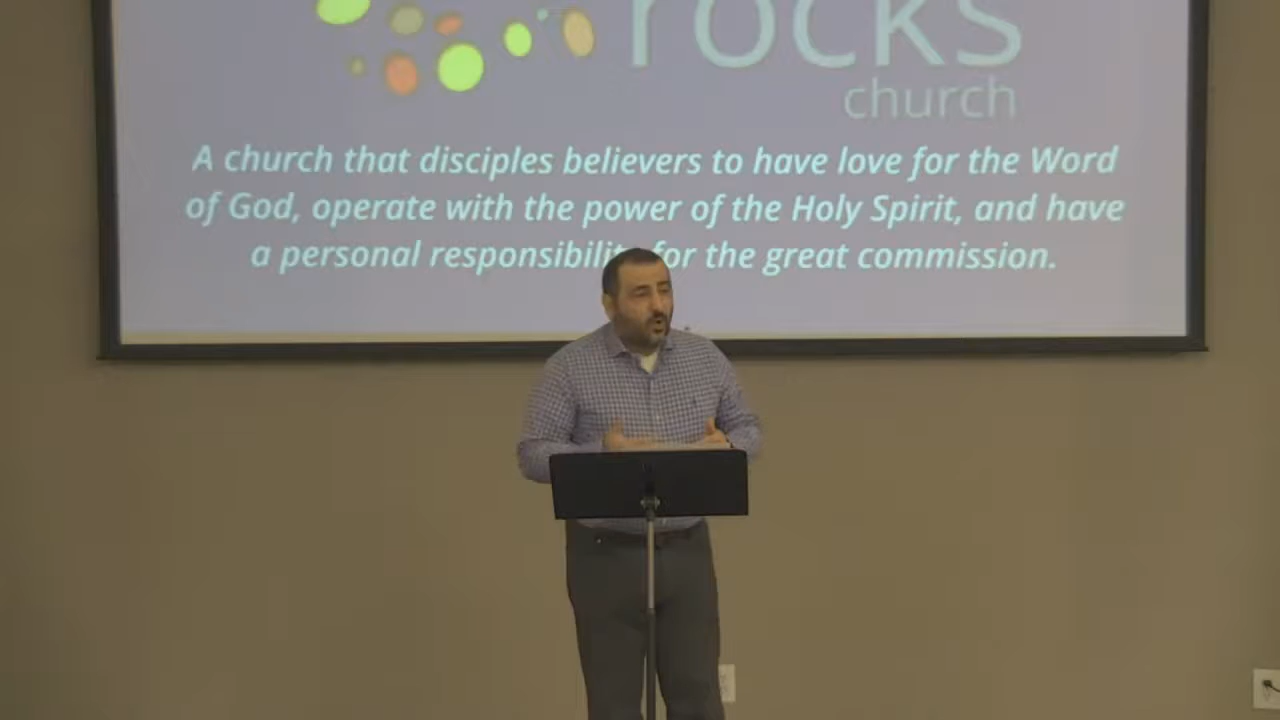 rocks
church
A church that disciples believers to have love for the Word
of God, operate with the power of the Holy Spirit, and have
a personal responsibility for the great commission.